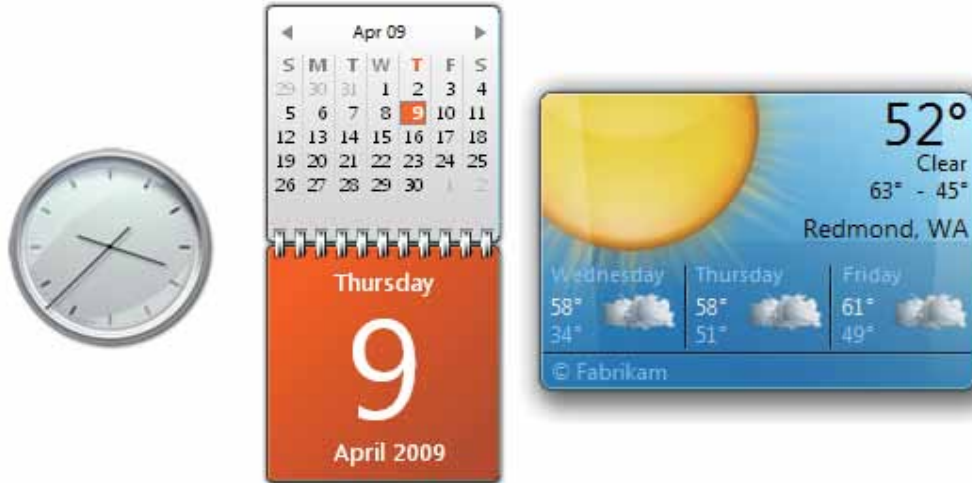 Apr 09
S M T W T F S
29 30 31 1 2 3 4
5 6 7 8 9 10 11
12 13 14 15 16 17 18
19 20 21 22 23 24 25
26 27 28 29 30 1 2
Thursday
9
April 2009
52°
Clear
63° - 45°
Redmond, WA
Wednesday Thursday Friday
58° 58° 61°
34° 51° 49°
© Fabrikam